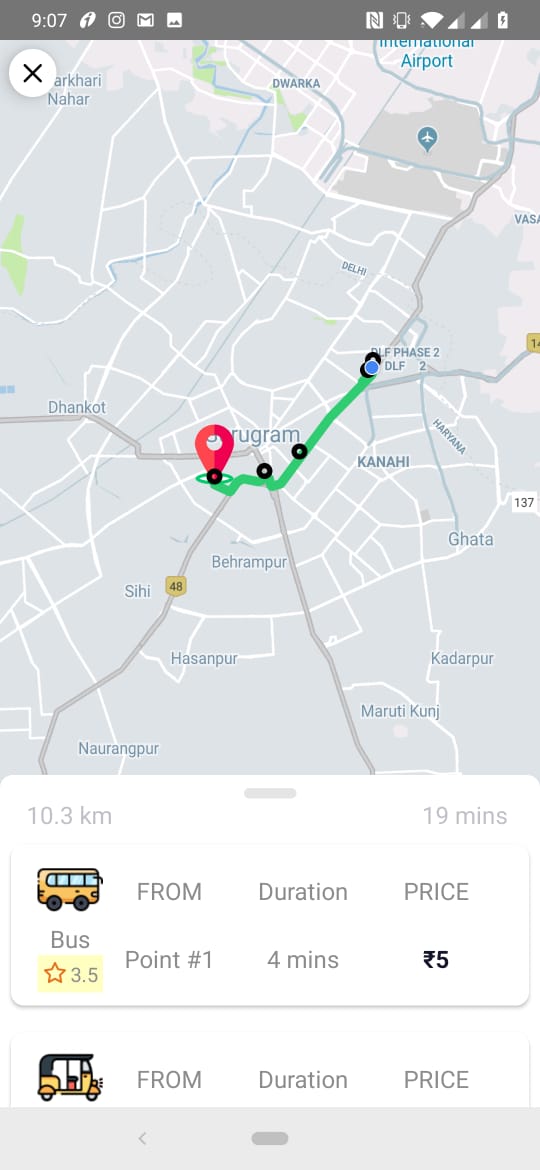 9:07
International
Airport
DWARKA
arkhari
Nahar
VASA
DELHI
14
DLF PHASE 2
DLF 2
Dhankot
rugram
HARYANA
KANAHI
137
Ghata
Behrampur
48
Sihi
Hasanpur
Kadarpur
Maruti Kunj
Naurangpur
10.3 km
19 mins
FROM Duration PRICE
Bus
Point #1 4 mins ₹5
3.5
FROM Duration PRICE